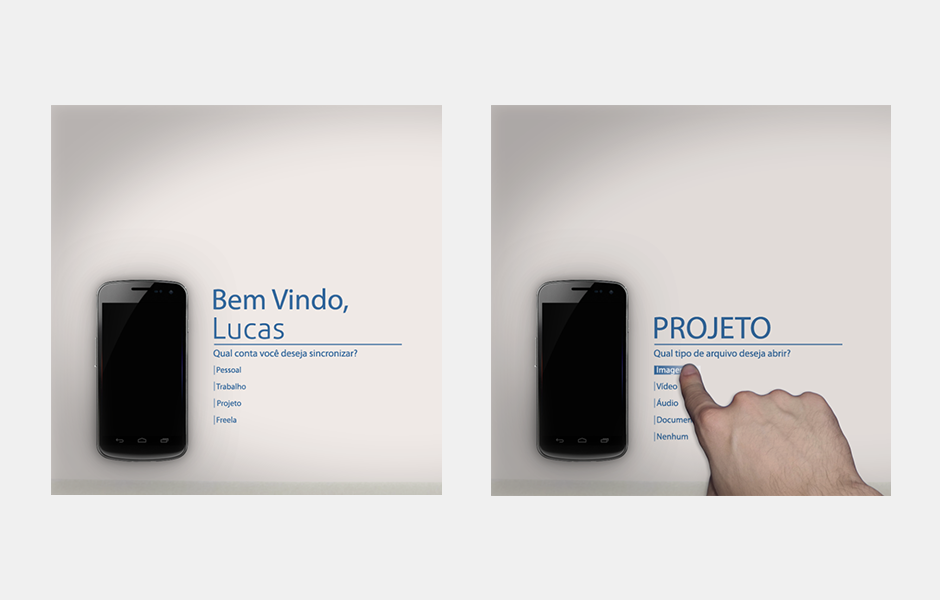 Bem Vindo,
Lucas
Qual conta você deseja sincronizar?
Pessoal
Trabalho
Projeto
Freela
PROJETO
Qual tipo de arquivo deseja abrir?
Vídeo
Áudio
Nenhum